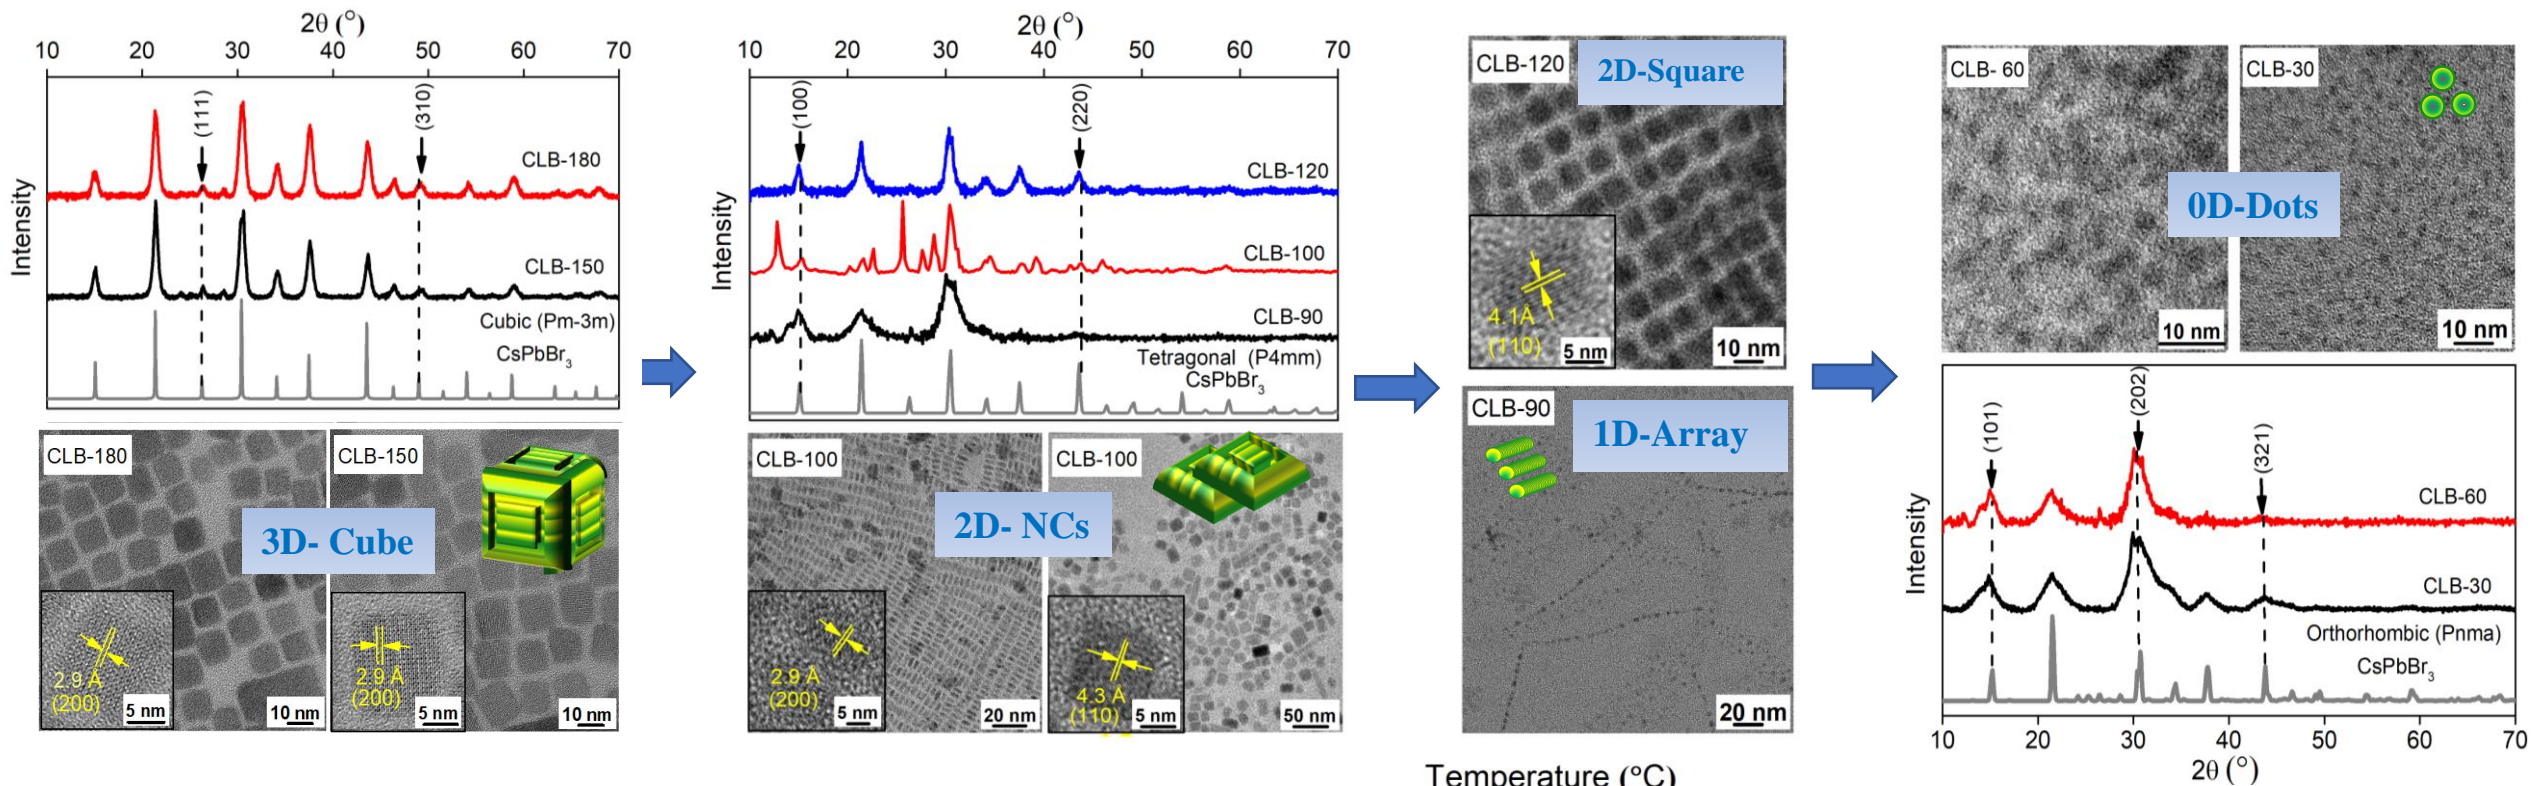 2θ (°)
10 20 30 40 50 60 70
Intensity
(111)
(310)
CLB-180
CLB-150
Cubic (Pm-3m)
CsPbBr3
CLB-180
CLB-150
3D- Cube
2.9 Å
(200)
5 nm
10 nm
2.9 Å
(200)
5 nm
10 nm
2θ (°)
10 20 30 40 50 60 70
Intensity
(100)
(220)
CLB-120
CLB-100
CLB-90
Tetragonal (P4mm)
CsPbBr3
CLB-100
CLB-100
2D- NCs
2.9 Å
(200)
5 nm
20 nm
4.3 Å
(110)
5 nm
50 nm
CLB-120
2D-Square
4.1Å
(110)
5 nm
10 nm
CLB-90
1D-Array
20 nm
Temperature (°C)
CLB- 60
CLB-30
0D-Dots
10 nm
10 nm
Intensity
(101)
(202)
(321)
CLB-60
CLB-30
Orthorhombic (Pnma)
CsPbBr3
10 20 30 40 50 60 70
2θ (°)